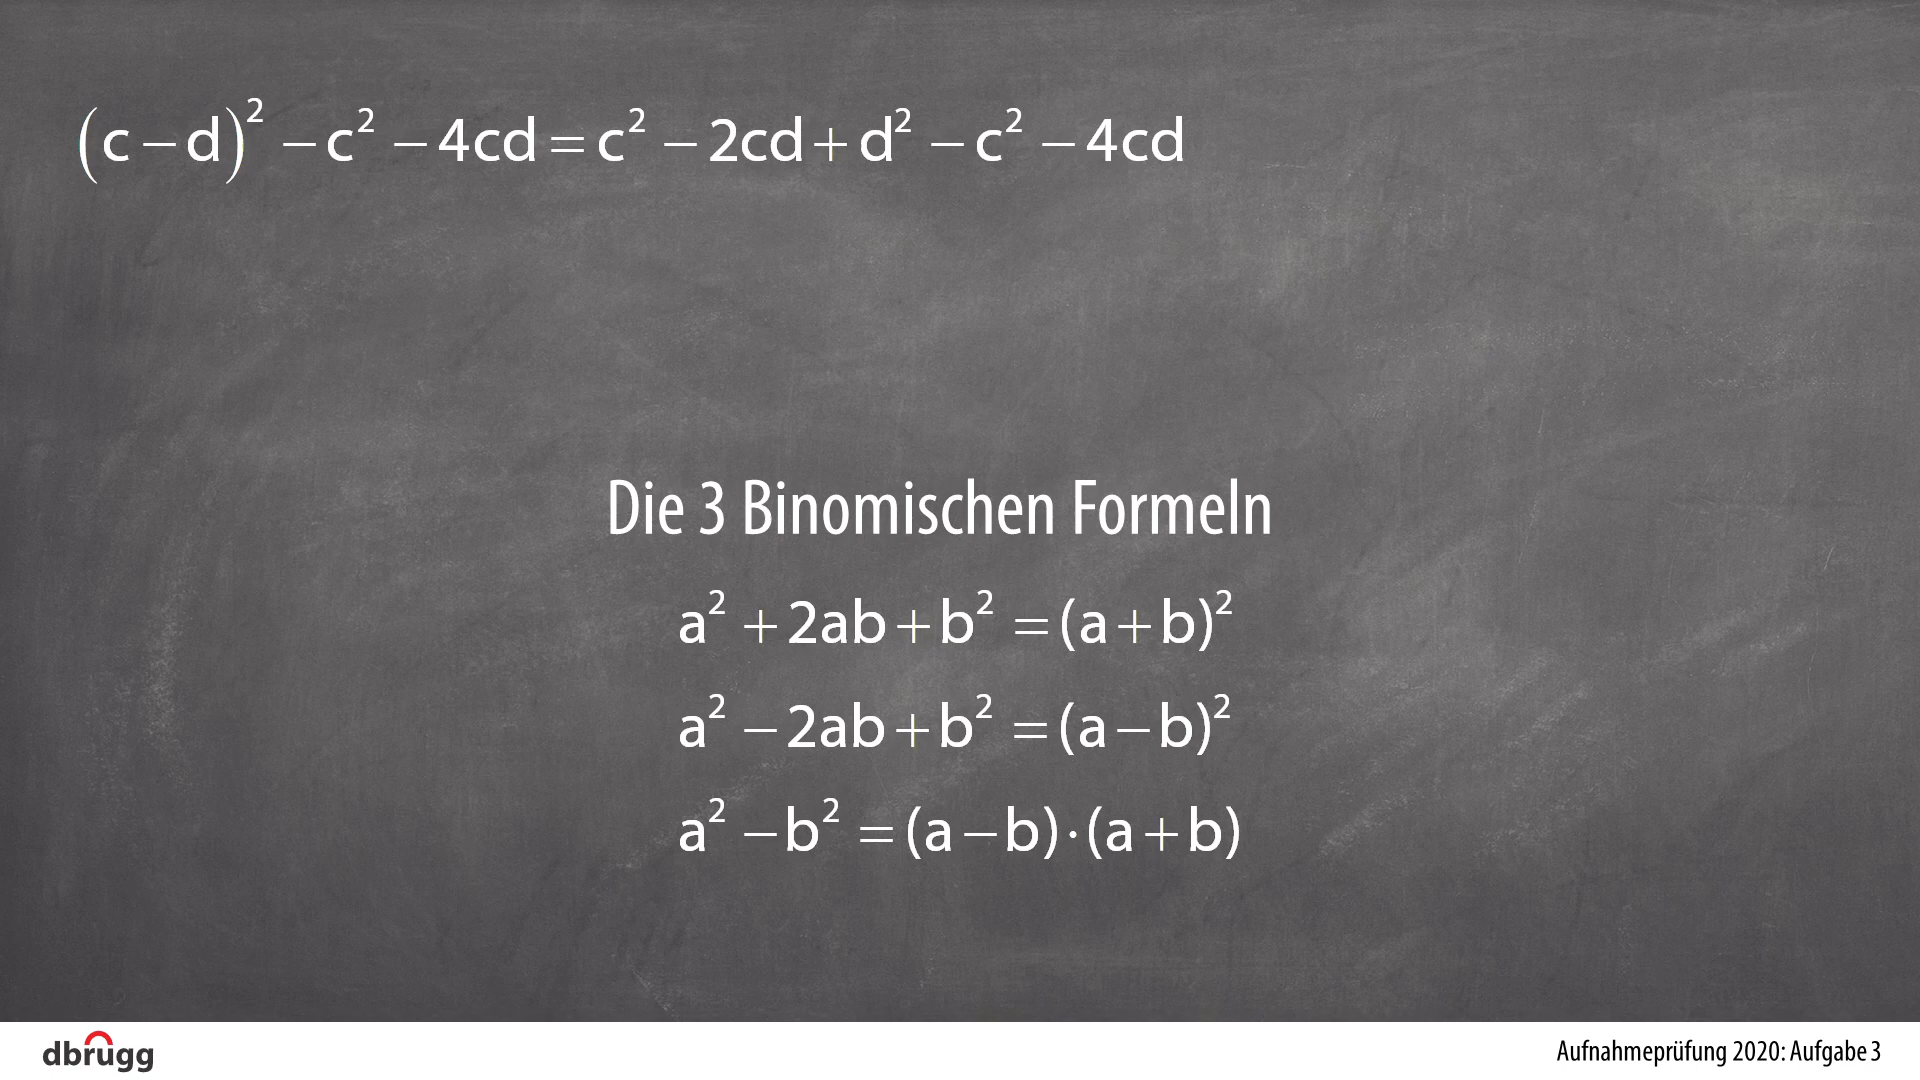 (c − d)² − c² − 4cd = c² − 2cd + d² − c² − 4cd
Die 3 Binomischen Formeln
a² + 2ab + b² = (a + b)²
a² − 2ab + b² = (a − b)²
a² − b² = (a − b) · (a + b)
dbrugg
Aufnahmeprüfung 2020: Aufgabe 3